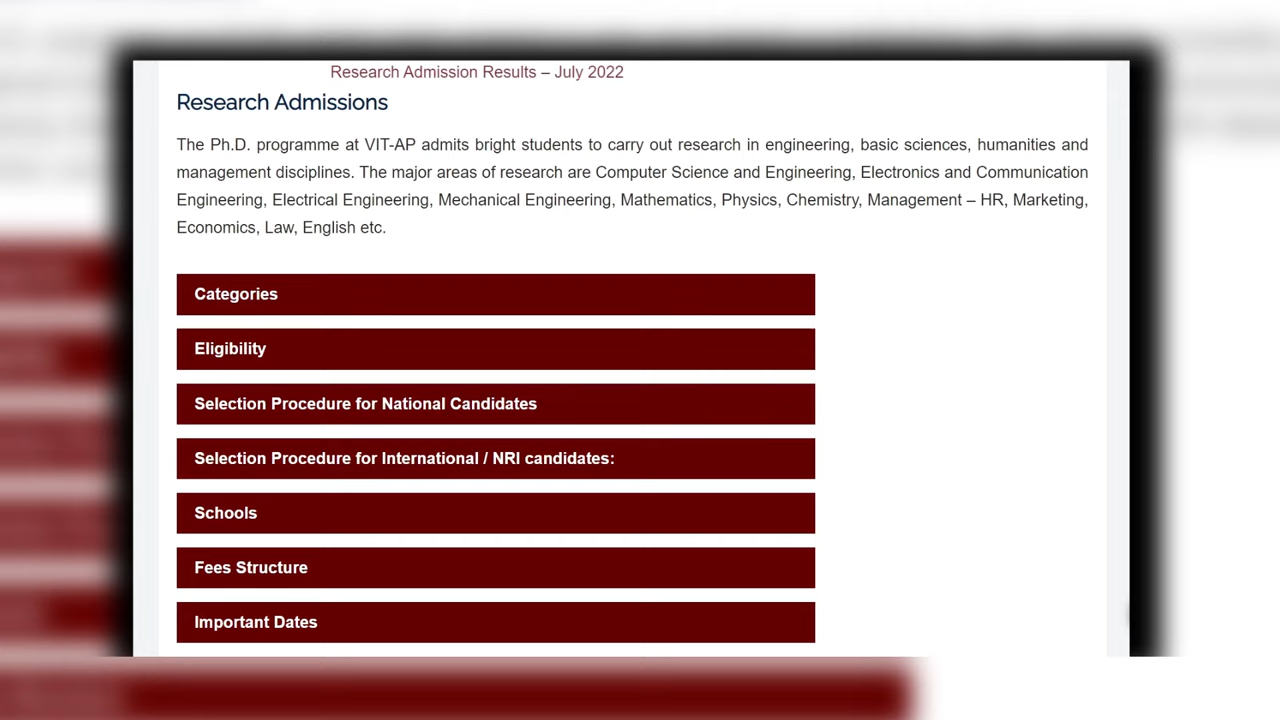 Research Admission Results – July 2022
Research Admissions
The Ph.D. programme at VIT-AP admits bright students to carry out research in engineering, basic sciences, humanities and
management disciplines. The major areas of research are Computer Science and Engineering, Electronics and Communication
Engineering, Electrical Engineering, Mechanical Engineering, Mathematics, Physics, Chemistry, Management – HR, Marketing,
Economics, Law, English etc.
Categories
Eligibility
Selection Procedure for National Candidates
Selection Procedure for International / NRI candidates:
Schools
Fees Structure
Important Dates